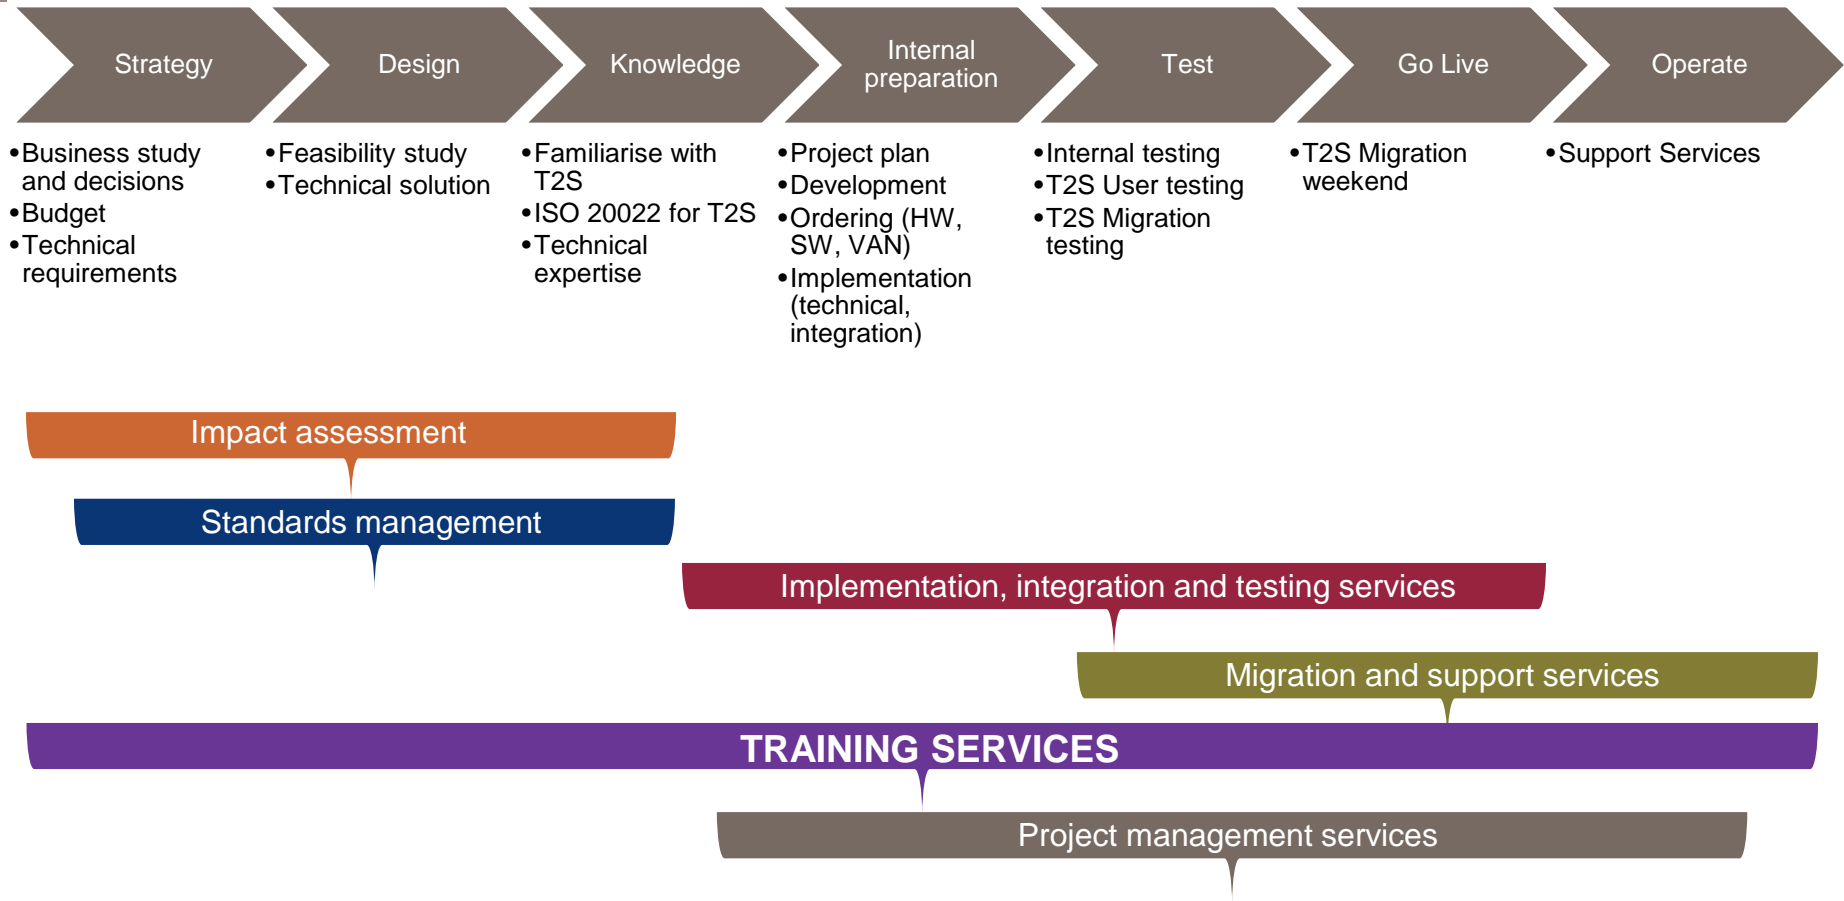 Strategy
Design
Knowledge
Internal
preparation
Test
Go Live
Operate
•Business study
and decisions
•Budget
•Technical
requirements
•Feasibility study
•Technical solution
•Familiarise with
T2S
•ISO 20022 for T2S
•Technical
expertise
•Project plan
•Development
•Ordering (HW,
SW, VAN)
•Implementation
(technical,
integration)
•Internal testing
•T2S User testing
•T2S Migration
testing
•T2S Migration
weekend
•Support Services
Impact assessment
Standards management
Implementation, integration and testing services
Migration and support services
TRAINING SERVICES
Project management services